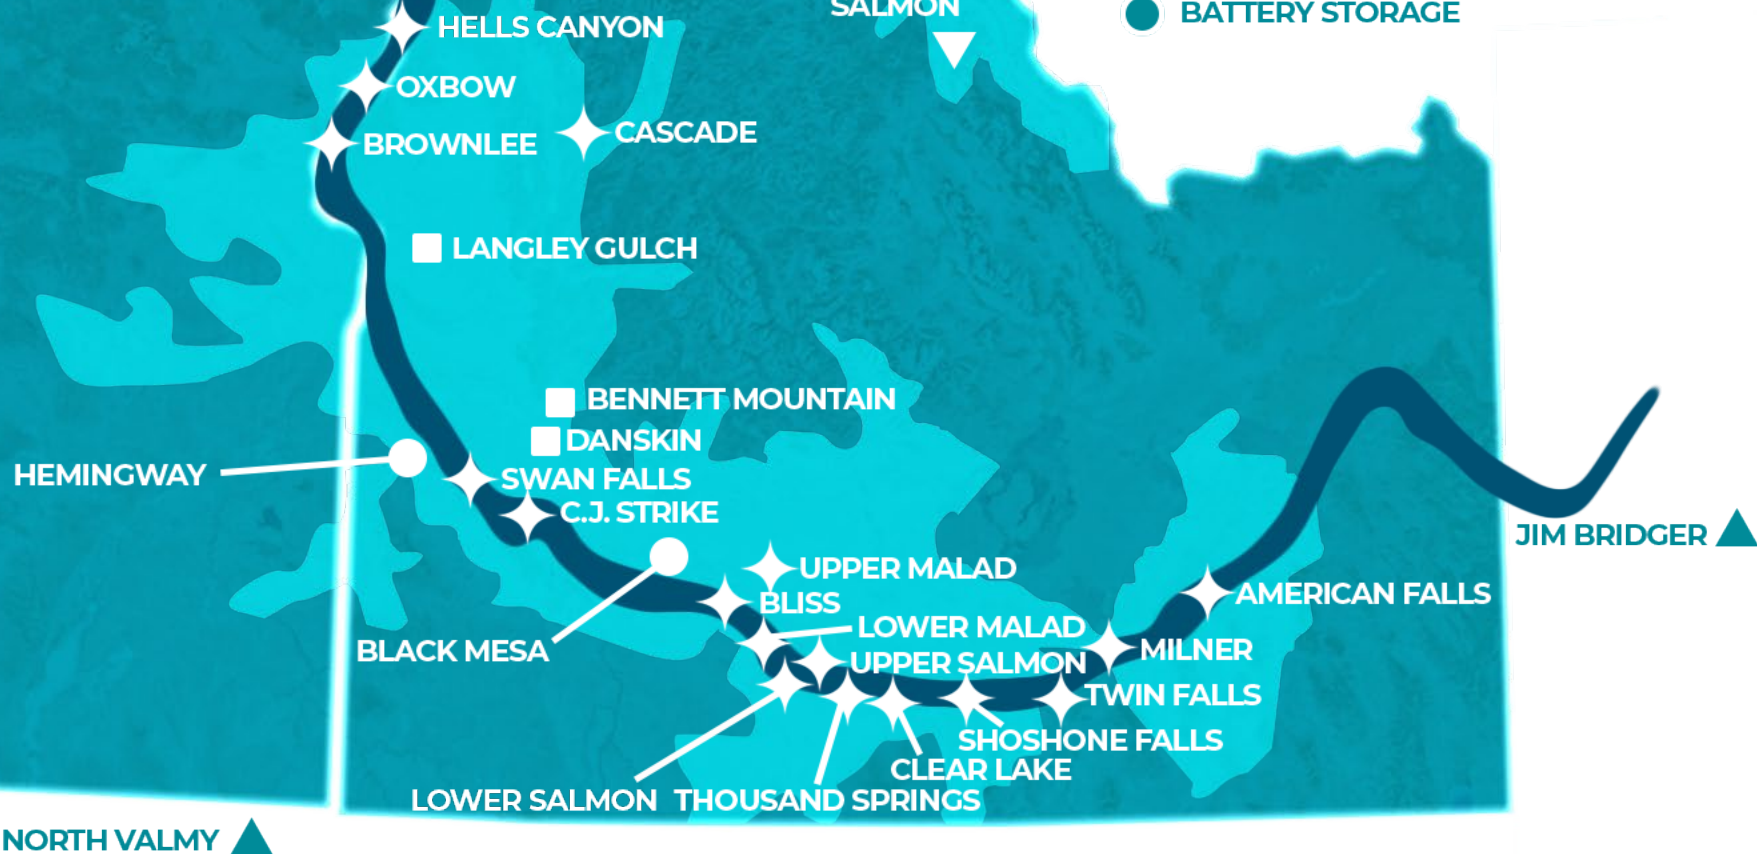 SALMON
BATTERY STORAGE
HELLS CANYON
OXBOW
CASCADE
BROWNLEE
LANGLEY GULCH
BENNETT MOUNTAIN
DANSKIN
HEMINGWAY
SWAN FALLS
C.J. STRIKE
JIM BRIDGER
UPPER MALAD
AMERICAN FALLS
BLISS
LOWER MALAD
BLACK MESA
MILNER
UPPER SALMON
TWIN FALLS
SHOSHONE FALLS
CLEAR LAKE
LOWER SALMON
THOUSAND SPRINGS
NORTH VALMY